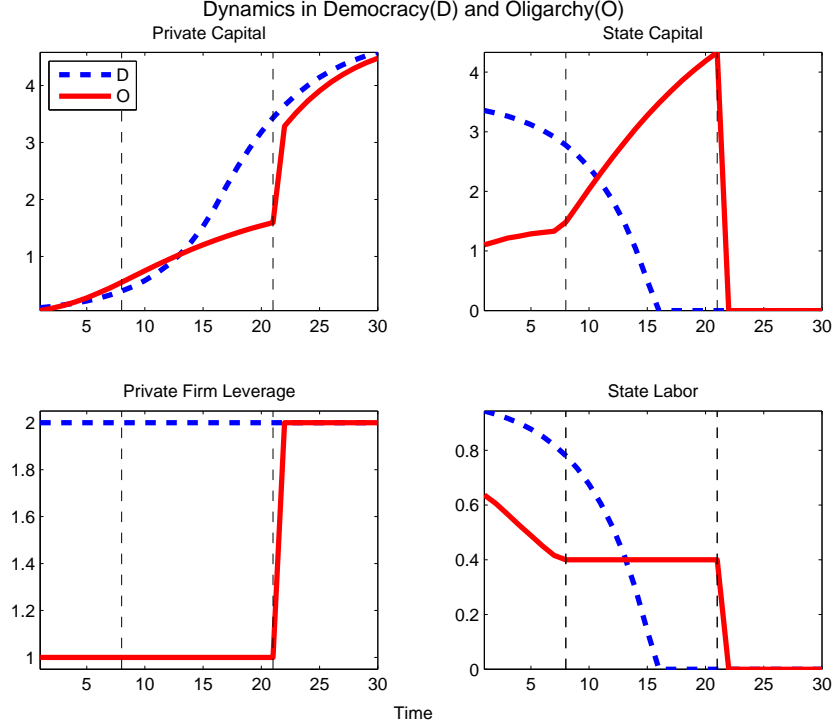 Dynamics in Democracy(D) and Oligarchy(O)
Private Capital
State Capital
D
O
4
3
2
1
5 10 15 20 25 30
4
3
2
1
0
5 10 15 20 25 30
Private Firm Leverage
State Labor
2
1.8
1.6
1.4
1.2
1
5 10 15 20 25 30
0.8
0.6
0.4
0.2
0
5 10 15 20 25 30
Time